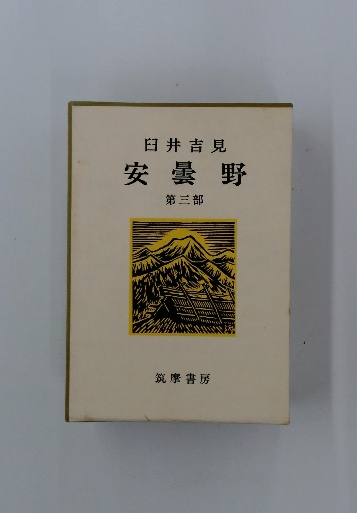 臼井吉見
安曇野
第三部
筑摩書房